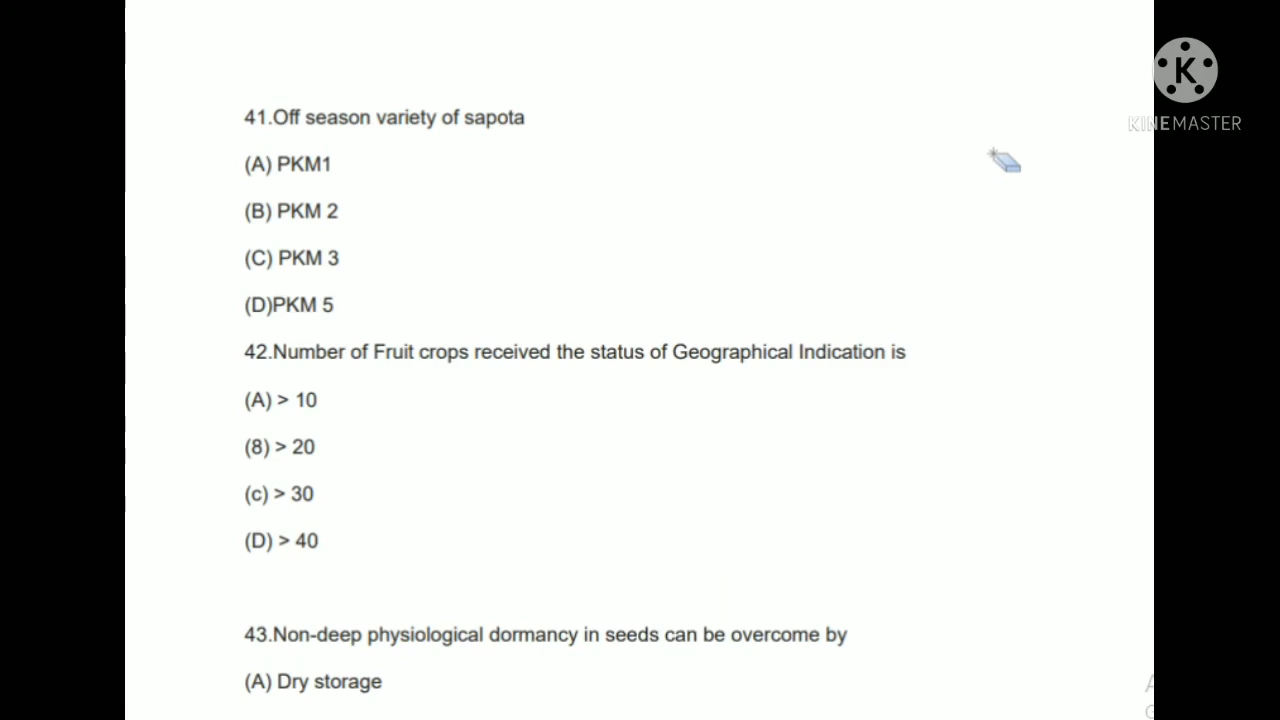 K
KINEMASTER
41.Off season variety of sapota
(A) PKM1
(B) PKM 2
(C) PKM 3
(D)PKM 5
42.Number of Fruit crops received the status of Geographical Indication is
(A) > 10
(8) > 20
(c) > 30
(D) > 40
43.Non-deep physiological dormancy in seeds can be overcome by
(A) Dry storage